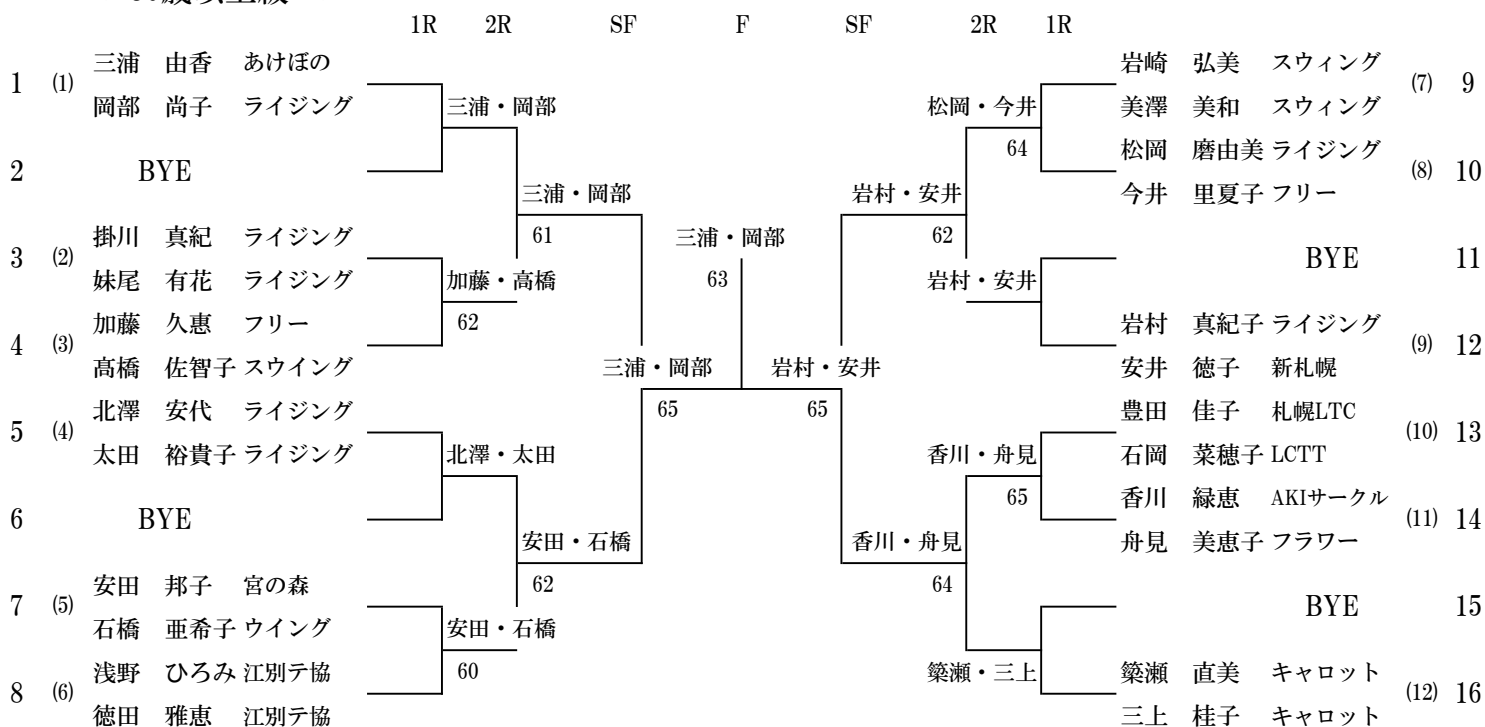 1R 2R SF F SF 2R 1R
三浦 由香 あけぼの
1 (1)
岡部 尚子 ライジング
三浦・岡部
2 BYE
三浦・岡部
61
掛川 真紀 ライジング
3 (2)
妹尾 有花 ライジング
加藤・高橋
62
加藤 久惠 フリー
4 (3)
高橋 佐智子 スウイング
三浦・岡部
65
北澤 安代 ライジング
5 (4)
太田 裕貴子 ライジング
北澤・太田
6 BYE
安田・石橋
62
安田 邦子 宮の森
7 (5)
石橋 亜希子 ウイング
安田・石橋
60
浅野 ひろみ 江別テ協
8 (6)
徳田 雅恵 江別テ協
三浦・岡部
63
岩崎 弘美 スウィング
(7) 9
美澤 美和 スウィング
松岡・今井
64
松岡 磨由美 ライジング
(8) 10
今井 里夏子 フリー
岩村・安井
62
BYE 11
岩村・安井
岩村 真紀子 ライジング
(9) 12
安井 徳子 新札幌
岩村・安井
65
豊田 佳子 札幌LTC
(10) 13
石岡 菜穂子 LCTT
香川・舟見
65
香川 緑恵 AKIサークル
(11) 14
舟見 美恵子 フラワー
香川・舟見
64
BYE 15
簗瀬・三上
簗瀬 直美 キャロット
(12) 16
三上 桂子 キャロット